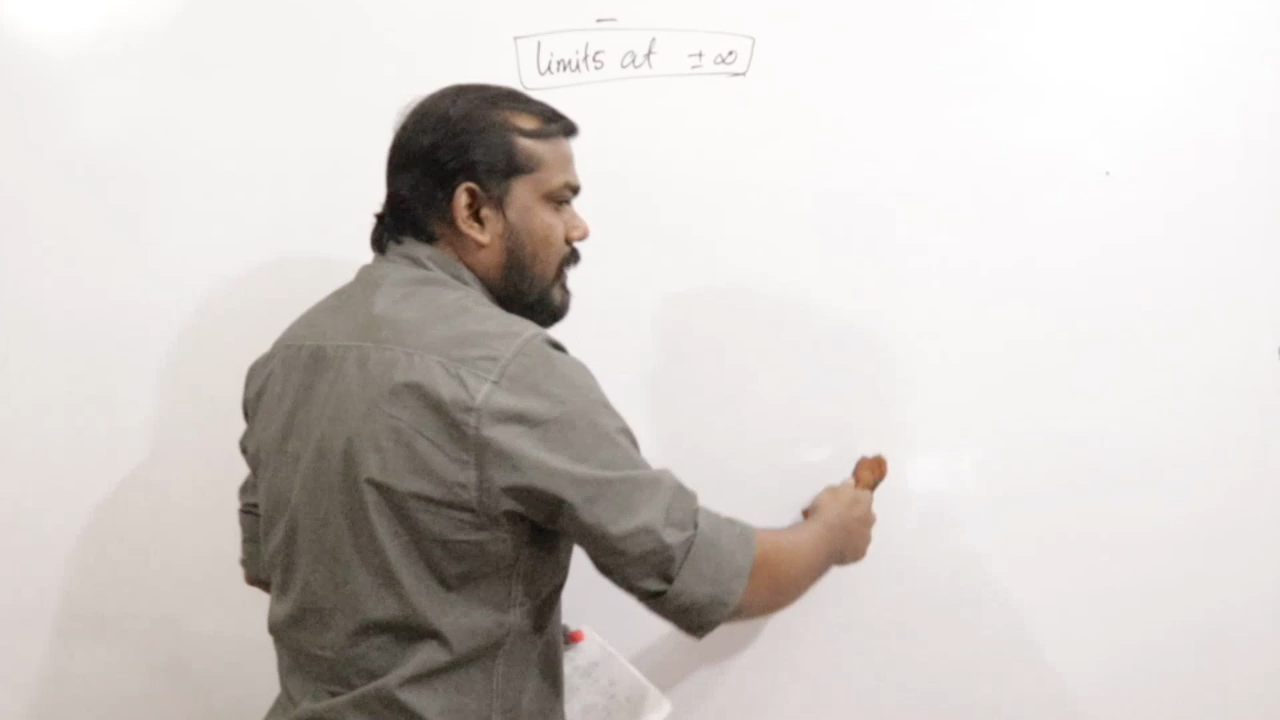 limits at ±∞